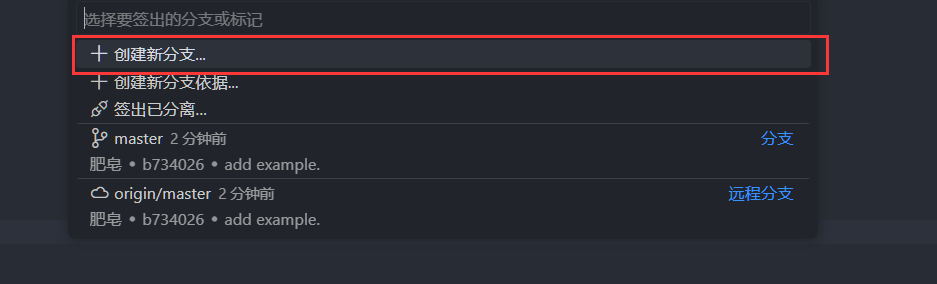 选择要签出的分支或标记
创建新分支...
创建新分支依据...
签出已分离...
master 2 分钟前 分支
肥皂 • b734026 • add example.
origin/master 2 分钟前 远程分支
肥皂 • b734026 • add example.